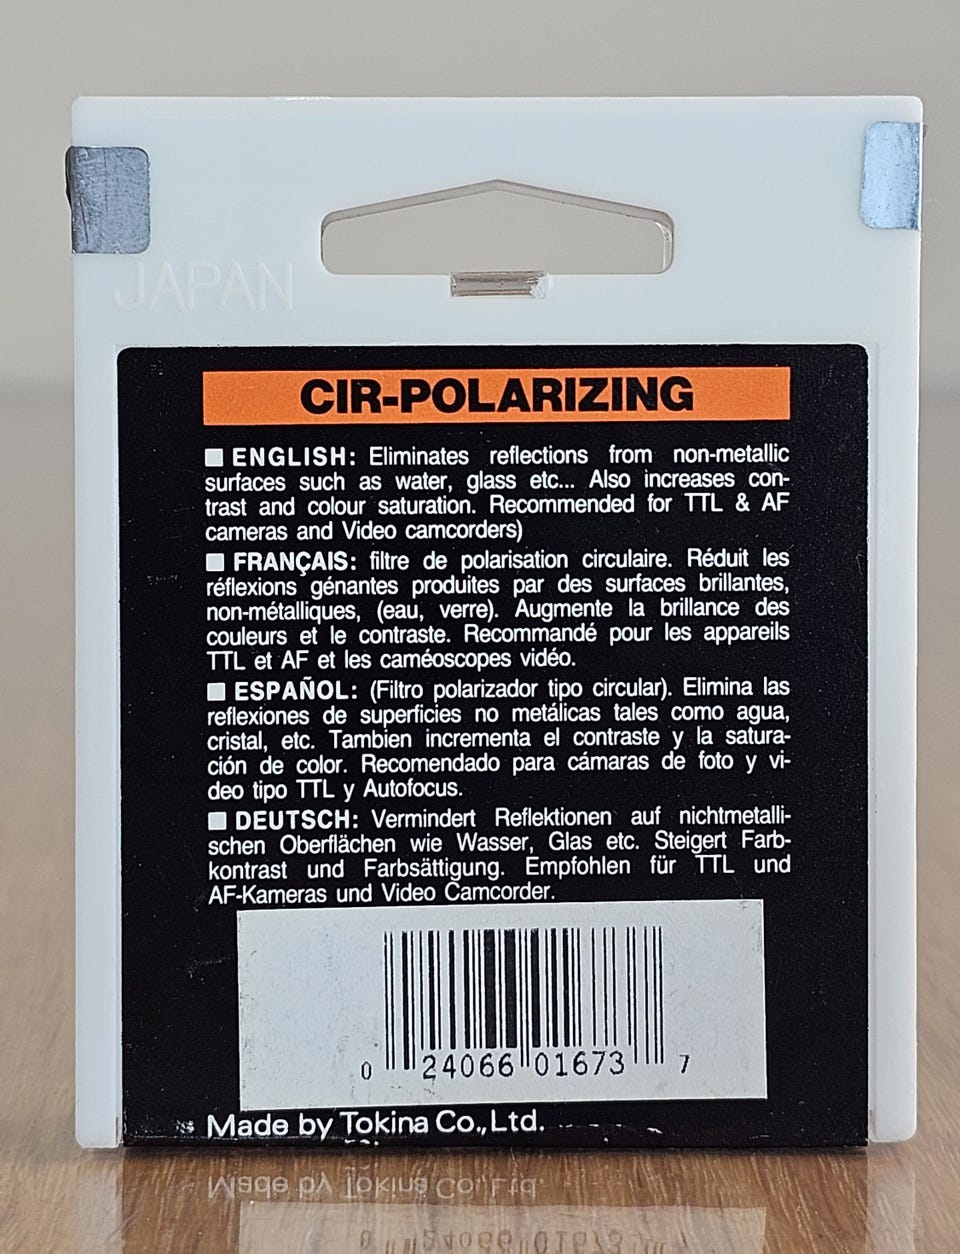 JAPAN
CIR-POLARIZING
■ ENGLISH: Eliminates reflections from non-metallic
surfaces such as water, glass etc... Also increases con-
trast and colour saturation. Recommended for TTL & AF
cameras and Video camcorders)
■ FRANÇAIS: filtre de polarisation circulaire. Réduit les
réflexions génantes produites par des surfaces brillantes,
non-métalliques, (eau, verre). Augmente la brillance des
couleurs et le contraste. Recommandé pour les appareils
TTL et AF et les caméoscopes vidéo.
■ ESPAÑOL: (Filtro polarizador tipo circular). Elimina las
reflexiones de superficies no metálicas tales como agua,
cristal, etc. Tambien incrementa el contraste y la satura-
ción de color. Recomendado para cámaras de foto y vi-
deo tipo TTL y Autofocus.
■ DEUTSCH: Vermindert Reflektionen auf nichtmetalli-
schen Oberflächen wie Wasser, Glas etc. Steigert Farb-
kontrast und Farbsättigung. Empfohlen für TTL und
AF-Kameras und Video Camcorder.
0 24066 01673 7
Made by Tokina Co.,Ltd.